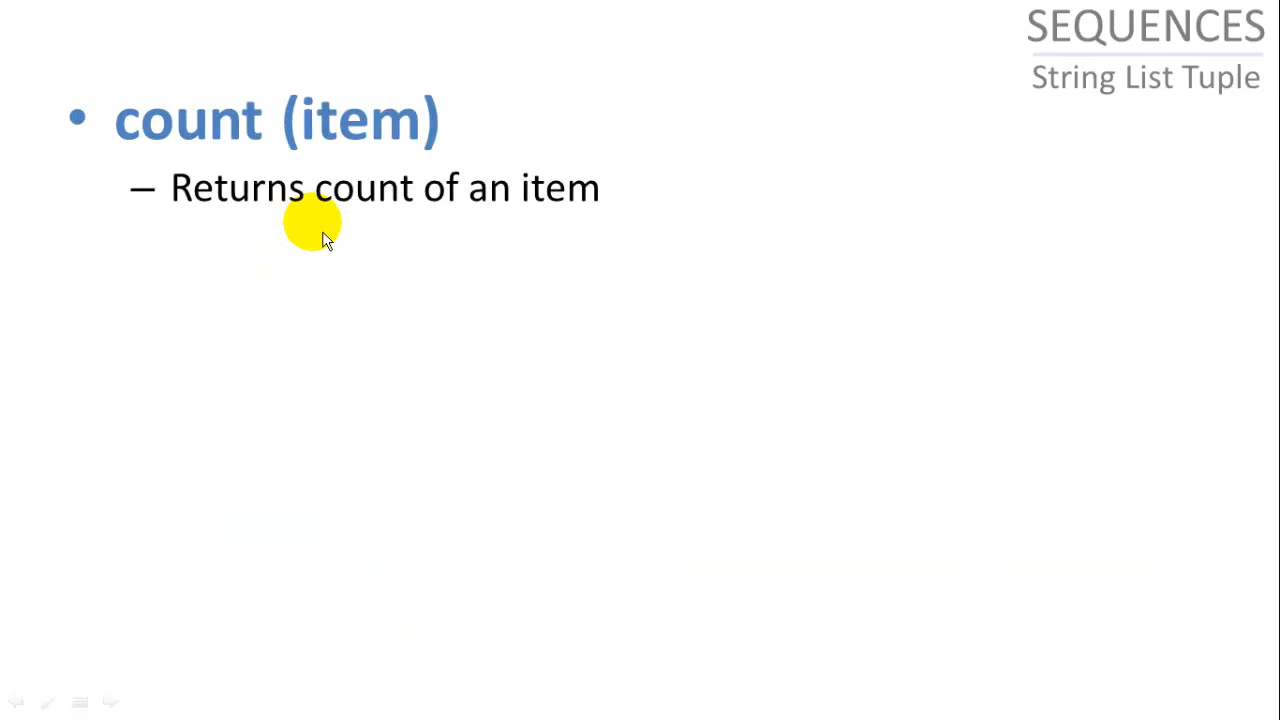 SEQUENCES
String List Tuple
• count (item)
– Returns count of an item